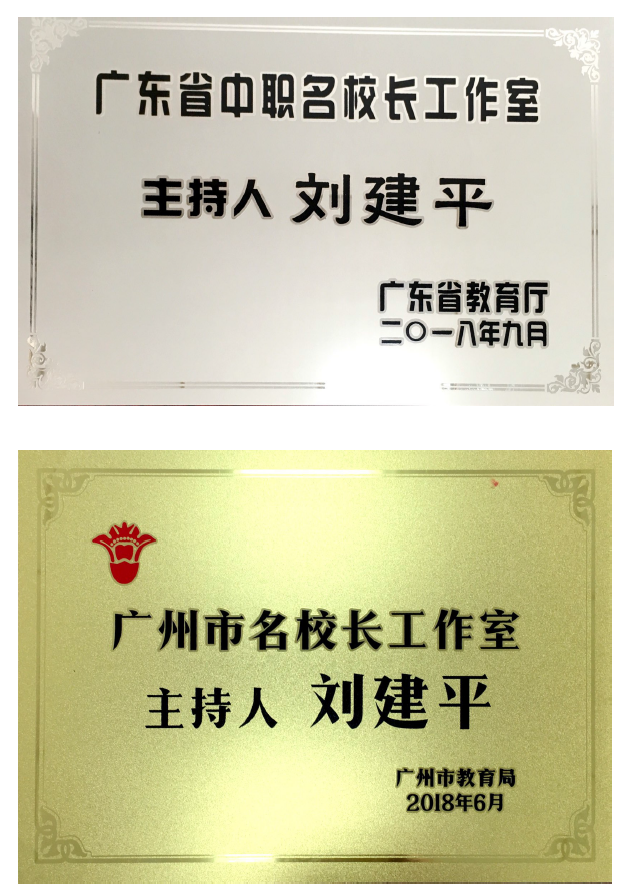 广东省中职名校长工作室
主持人 刘建平
广东省教育厅
二〇一八年九月
广州市名校长工作室
主持人 刘建平
广州市教育局
2018年6月